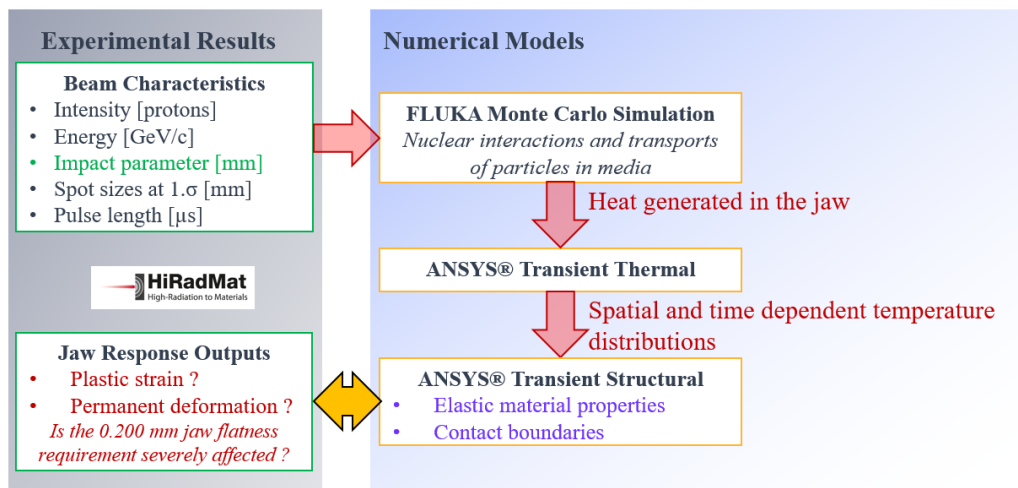 Experimental Results
Beam Characteristics
• Intensity [protons]
• Energy [GeV/c]
• Impact parameter [mm]
• Spot sizes at 1.σ [mm]
• Pulse length [µs]
HiRadMat
High-Radiation to Materials
Jaw Response Outputs
• Plastic strain ?
• Permanent deformation ?
Is the 0.200 mm jaw flatness
requirement severely affected ?
Numerical Models
FLUKA Monte Carlo Simulation
Nuclear interactions and transports
of particles in media
Heat generated in the jaw
ANSYS® Transient Thermal
Spatial and time dependent temperature
distributions
ANSYS® Transient Structural
• Elastic material properties
• Contact boundaries